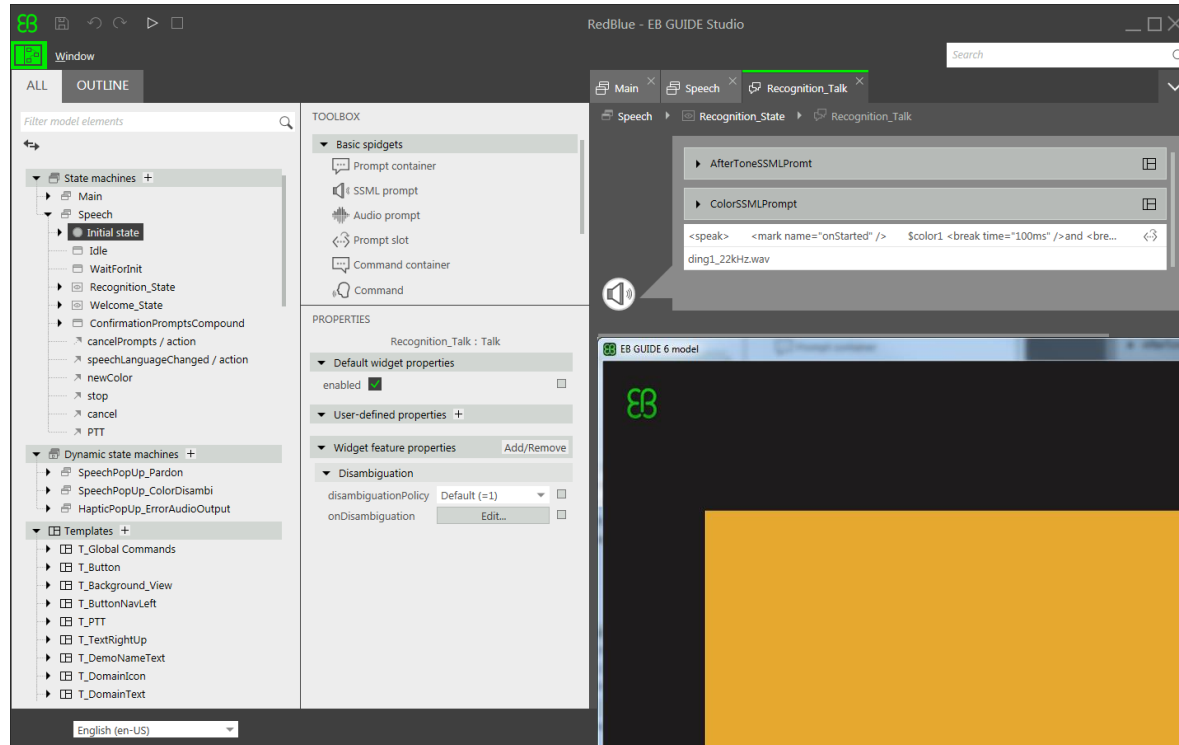 RedBlue - EB GUIDE Studio
Window
Search
ALL
OUTLINE
Filter model elements
State machines +
Main
Speech
Initial state
Idle
WaitForInit
Recognition_State
Welcome_State
ConfirmationPromptsCompound
cancelPrompts / action
speechLanguageChanged / action
newColor
stop
cancel
PTT
Dynamic state machines +
SpeechPopUp_Pardon
SpeechPopUp_ColorDisambi
HapticPopUp_ErrorAudioOutput
Templates +
T_Global Commands
T_Button
T_Background_View
T_ButtonNavLeft
T_PTT
T_TextRightUp
T_DemoNameText
T_DomainIcon
T_DomainText
English (en-US)
TOOLBOX
Basic spidgets
Prompt container
SSML prompt
Audio prompt
Prompt slot
Command container
Command
PROPERTIES
Recognition_Talk : Talk
Default widget properties
enabled
User-defined properties +
Widget feature properties Add/Remove
Disambiguation
disambiguationPolicy Default (=1)
onDisambiguation Edit...
Main Speech Recognition_Talk
Speech Recognition_State Recognition_Talk
AfterToneSSMLPromt
ColorSSMLPrompt
<speak> <mark name="onStarted" /> $color1 <break time="100ms" />and <bre...
ding1_22kHz.wav
EB GUIDE 6 model
EB